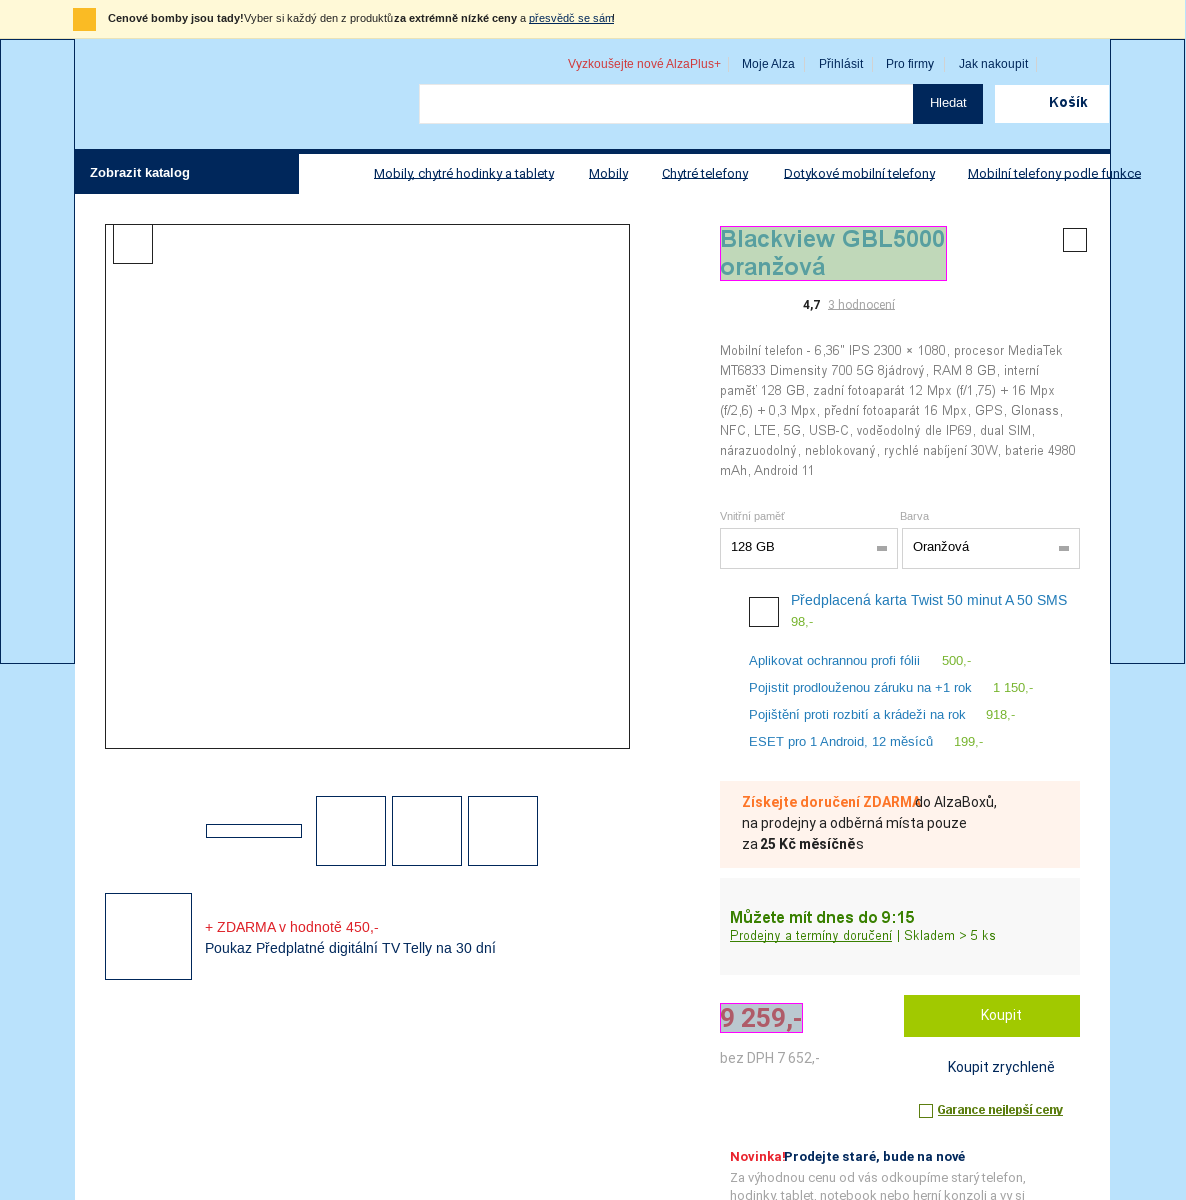 Cenové bomby jsou tady! Vyber si každý den z produktů za extrémně nízké ceny a přesvědč se sám!
Vyzkoušejte nové AlzaPlus+
Moje Alza
Přihlásit
Pro firmy
Jak nakoupit
Hledat
Košík
Zobrazit katalog
Mobily, chytré hodinky a tablety
Mobily
Chytré telefony
Dotykové mobilní telefony
Mobilní telefony podle funkce
Blackview GBL5000
oranžová
4,7 3 hodnocení
Mobilní telefon - 6,36" IPS 2300 × 1080, procesor MediaTek
MT6833 Dimensity 700 5G 8jádrový, RAM 8 GB, interní
paměť 128 GB, zadní fotoaparát 12 Mpx (f/1,75) + 16 Mpx
(f/2,6) + 0,3 Mpx, přední fotoaparát 16 Mpx, GPS, Glonass,
NFC, LTE, 5G, USB-C, voděodolný dle IP69, dual SIM,
nárazuodolný, neblokovaný, rychlé nabíjení 30W, baterie 4980
mAh, Android 11
Vnitřní paměť
Barva
128 GB
Oranžová
Předplacená karta Twist 50 minut A 50 SMS
98,-
Aplikovat ochrannou profi fólii 500,-
Pojistit prodlouženou záruku na +1 rok 1 150,-
Pojištění proti rozbití a krádeži na rok 918,-
ESET pro 1 Android, 12 měsíců 199,-
Získejte doručení ZDARMA do AlzaBoxů,
na prodejny a odběrná místa pouze
za 25 Kč měsíčně s
+ ZDARMA v hodnotě 450,-
Poukaz Předplatné digitální TV Telly na 30 dní
Můžete mít dnes do 9:15
Prodejny a termíny doručení | Skladem > 5 ks
9 259,-
Koupit
bez DPH 7 652,-
Koupit zrychleně
Garance nejlepší ceny
Novinka! Prodejte staré, bude na nové
Za výhodnou cenu od vás odkoupíme starý telefon,
hodinky, tablet, notebook nebo herní konzoli a vy si